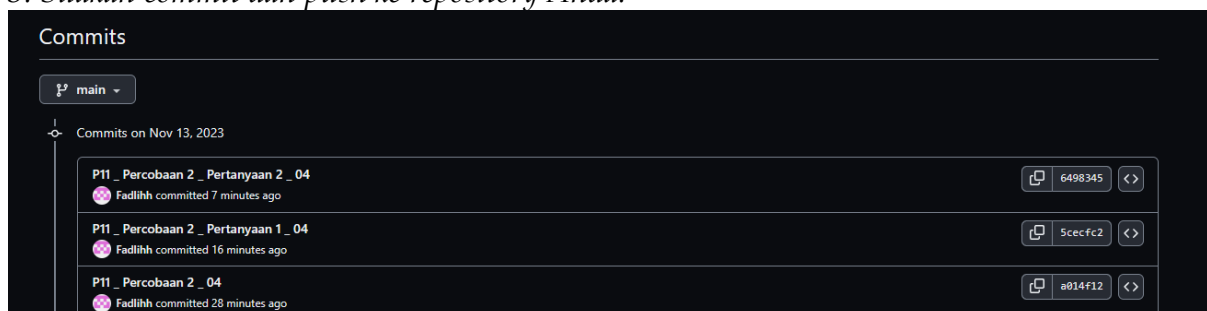 Silakan commit dan push ke repository Anda.
Commits
main
Commits on Nov 13, 2023
P11 _ Percobaan 2 _ Pertanyaan 2 _ 04
6498345
Fadlihh committed 7 minutes ago
P11 _ Percobaan 2 _ Pertanyaan 1 _ 04
5cecfc2
Fadlihh committed 16 minutes ago
P11 _ Percobaan 2 _ 04
a014f12
Fadlihh committed 28 minutes ago